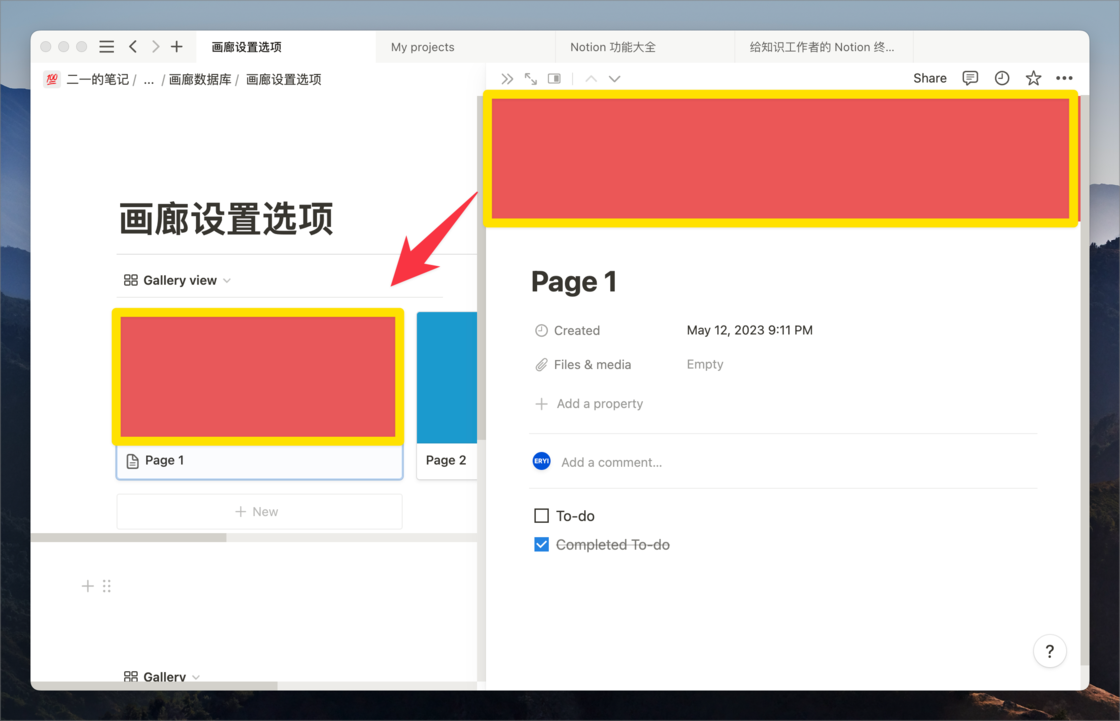 画廊设置选项
My projects
Notion 功能大全
给知识工作者的 Notion 终...
💯 二一的笔记 / ... / 画廊数据库 / 画廊设置选项
Share
画廊设置选项
Gallery view
Page 1
Page 2
+ New
Gallery
Page 1
Created May 12, 2023 9:11 PM
Files & media Empty
+ Add a property
ERYI Add a comment...
To-do
Completed To-do
?